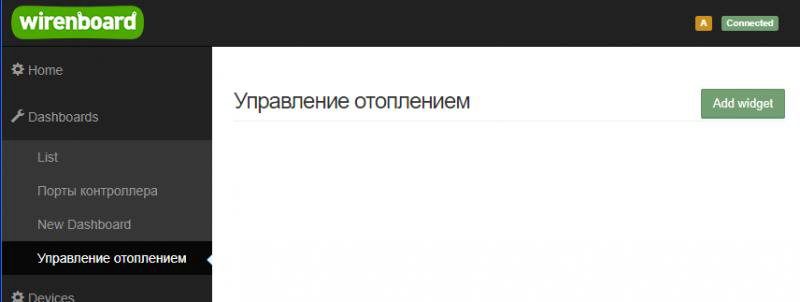 wirenboard
A
Connected
Home
Dashboards
List
Порты контроллера
New Dashboard
Управление отоплением
Devices
Управление отоплением
Add widget